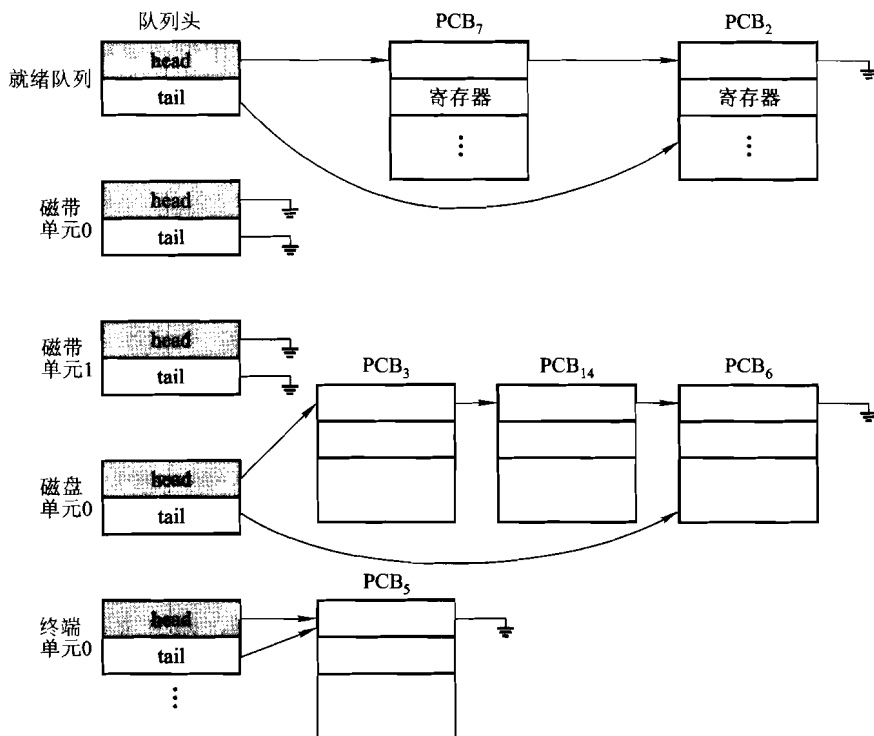 队列头
PCB₇
PCB₂
就绪队列
head
tail
寄存器
⋮
寄存器
⋮
磁带
单元0
head
tail
磁带
单元1
head
tail
PCB₃
PCB₁₄
PCB₆
磁盘
单元0
head
tail
PCB₅
终端
单元0
head
tail
⋮